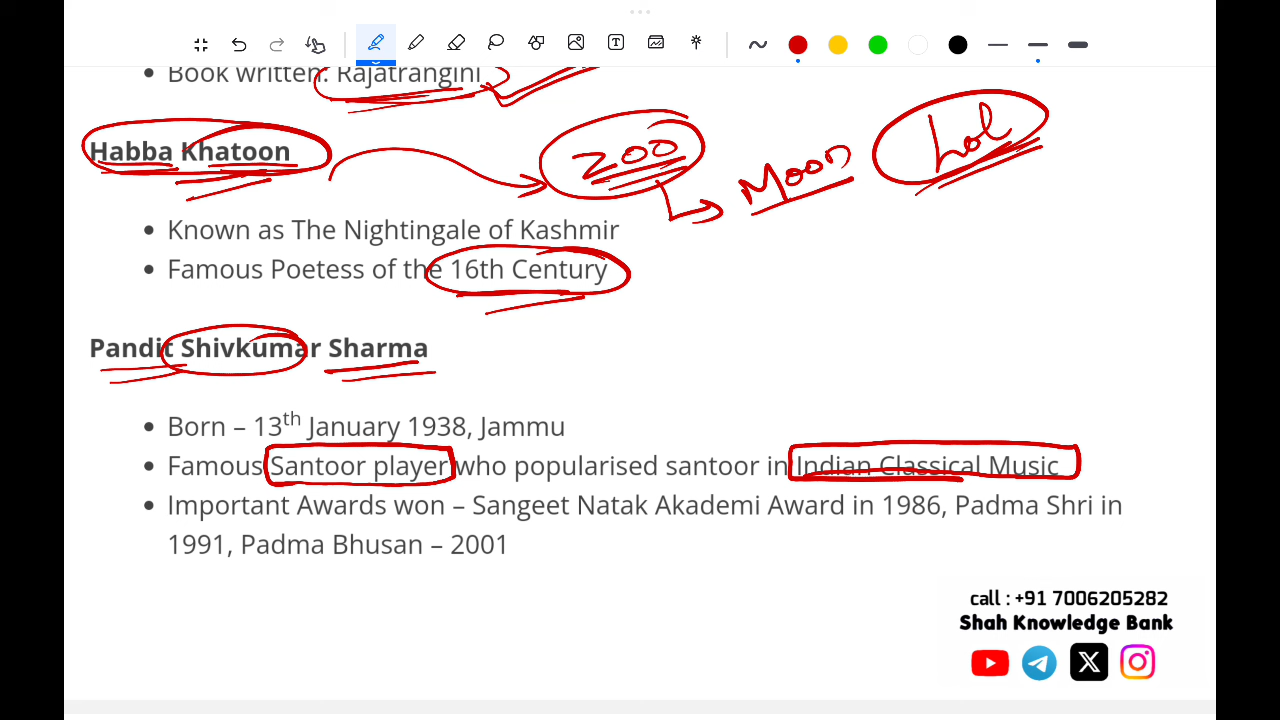 Book written: Rajatrangini
Habba Khatoon
zoo
Moon
lol
Known as The Nightingale of Kashmir
Famous Poetess of the 16th Century
Pandit Shivkumar Sharma
Born – 13th January 1938, Jammu
Famous Santoor player who popularised santoor in Indian Classical Music
Important Awards won – Sangeet Natak Akademi Award in 1986, Padma Shri in
1991, Padma Bhusan – 2001
call : +91 7006205282
Shah Knowledge Bank